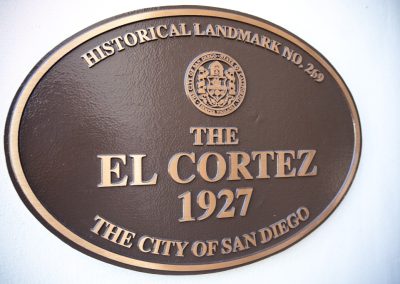 HISTORICAL LANDMARK NO. 269
THE
EL CORTEZ
1927
THE CITY OF SAN DIEGO